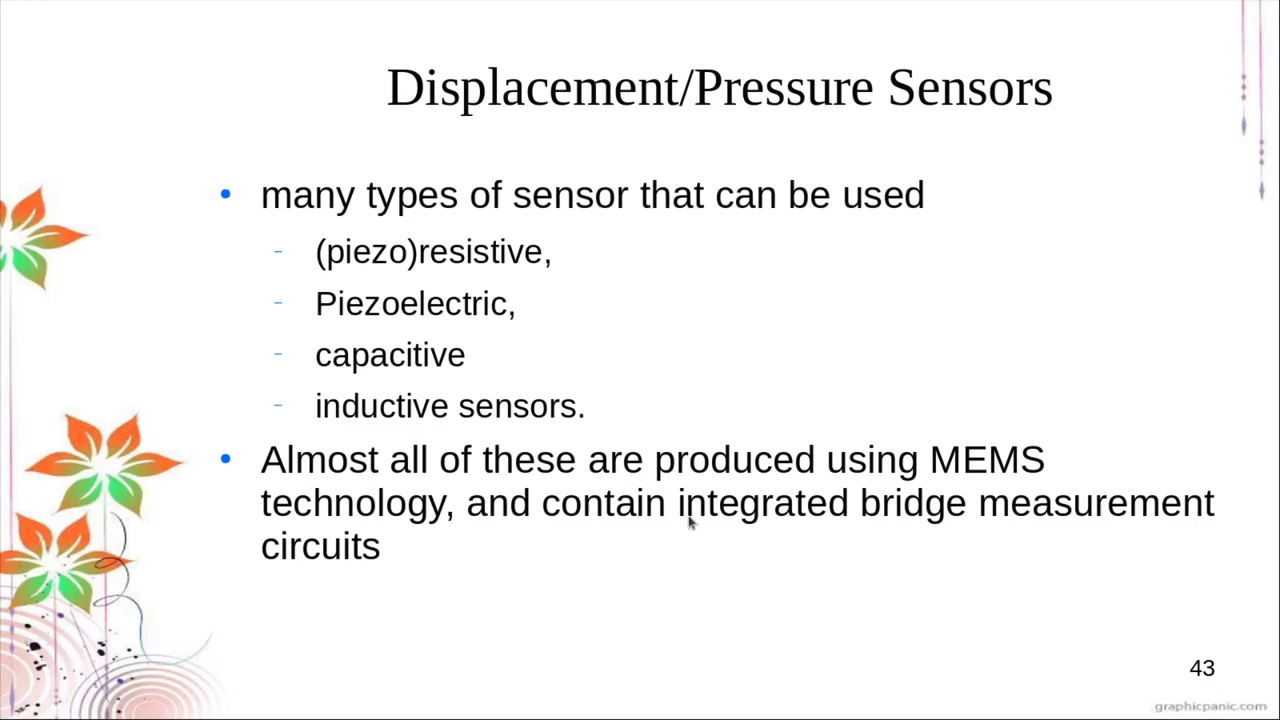 Displacement/Pressure Sensors
• many types of sensor that can be used
- (piezo)resistive,
- Piezoelectric,
- capacitive
- inductive sensors.
• Almost all of these are produced using MEMS
technology, and contain integrated bridge measurement
circuits
43
graphicpanic.com